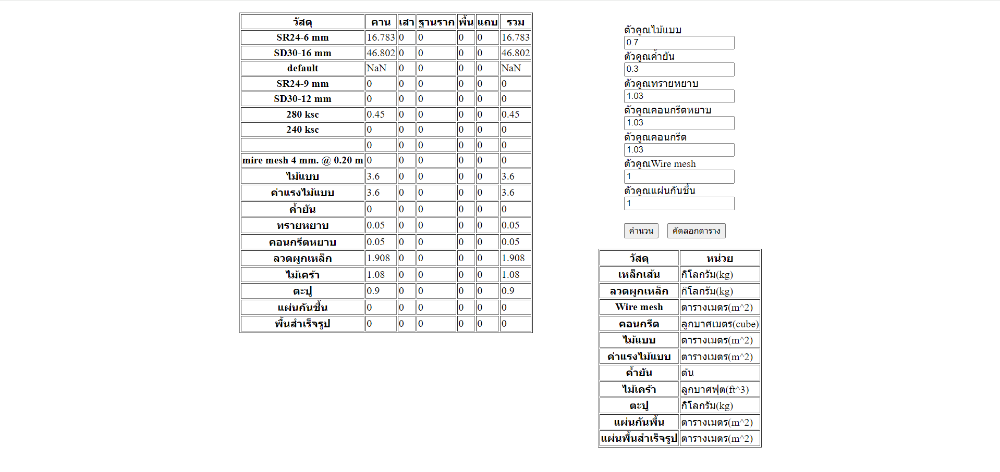 วัสดุ คาน เสา ฐานราก พื้น แถบ รวม
SR24-6 mm 16.783 0 0 0 0 16.783
SD30-16 mm 46.802 0 0 0 0 46.802
default NaN 0 0 0 0 NaN
SR24-9 mm 0 0 0 0 0 0
SD30-12 mm 0 0 0 0 0 0
280 ksc 0.45 0 0 0 0 0.45
240 ksc 0 0 0 0 0 0
0 0 0 0 0 0
mire mesh 4 mm. @ 0.20 m 0 0 0 0 0 0
ไม้แบบ 3.6 0 0 0 0 3.6
ค่าแรงไม้แบบ 3.6 0 0 0 0 3.6
ค้ำยัน 0 0 0 0 0 0
ทรายหยาบ 0.05 0 0 0 0 0.05
คอนกรีตหยาบ 0.05 0 0 0 0 0.05
ลวดผูกเหล็ก 1.908 0 0 0 0 1.908
ไม้เคร้า 1.08 0 0 0 0 1.08
ตะปู 0.9 0 0 0 0 0.9
แผ่นกันชื้น 0 0 0 0 0 0
พื้นสำเร็จรูป 0 0 0 0 0 0
ตัวคูณไม้แบบ
0.7
ตัวคูณค้ำยัน
0.3
ตัวคูณทรายหยาบ
1.03
ตัวคูณคอนกรีตหยาบ
1.03
ตัวคูณคอนกรีต
1.03
ตัวคูณWire mesh
1
ตัวคูณแผ่นกันชื้น
1
คำนวน คัดลอกตาราง
วัสดุ หน่วย
เหล็กเส้น กิโลกรัม(kg)
ลวดผูกเหล็ก กิโลกรัม(kg)
Wire mesh ตารางเมตร(m^2)
คอนกรีต ลูกบาศเมตร(cube)
ไม้แบบ ตารางเมตร(m^2)
ค่าแรงไม้แบบ ตารางเมตร(m^2)
ค้ำยัน ต้น
ไม้เคร้า ลูกบาศฟุต(ft^3)
ตะปู กิโลกรัม(kg)
แผ่นกันพื้น ตารางเมตร(m^2)
แผ่นพื้นสำเร็จรูป ตารางเมตร(m^2)